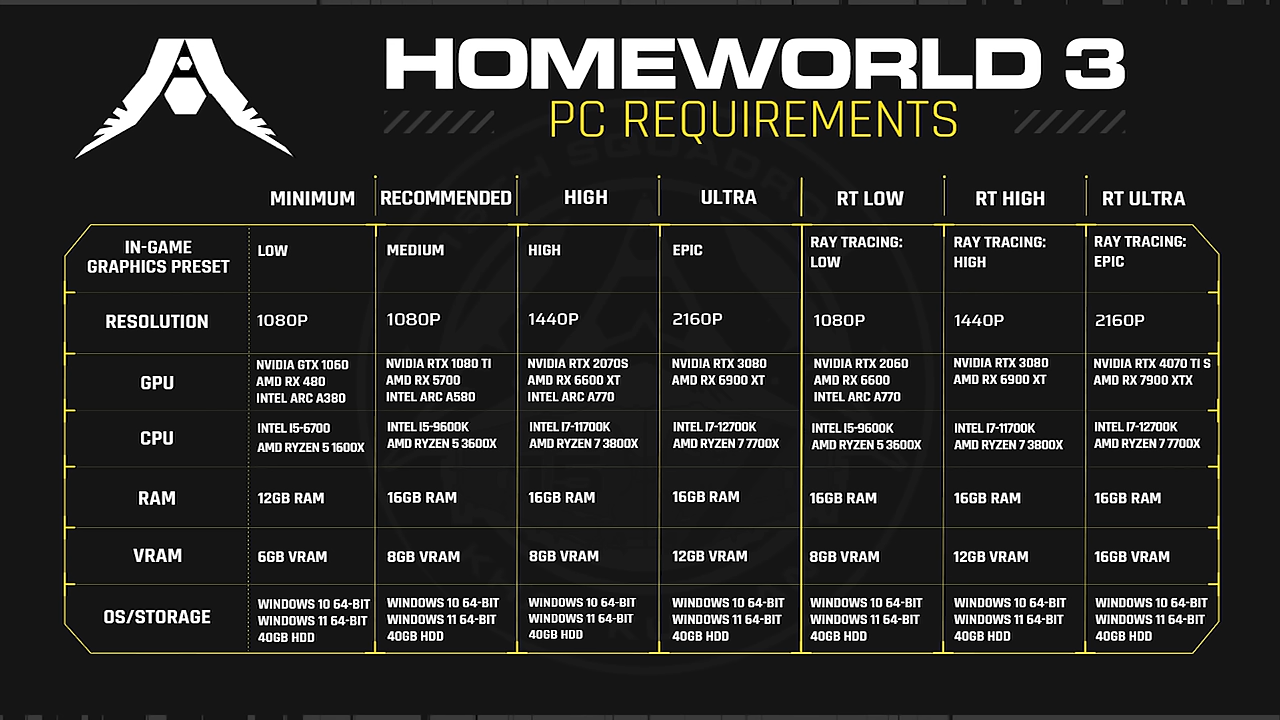 HOMEWORLD 3
PC REQUIREMENTS
MINIMUM RECOMMENDED HIGH ULTRA RT LOW RT HIGH RT ULTRA
IN-GAME
GRAPHICS PRESET
LOW
MEDIUM
HIGH
EPIC
RAY TRACING:
LOW
RAY TRACING:
HIGH
RAY TRACING:
EPIC
RESOLUTION
1080P
1080P
1440P
2160P
1080P
1440P
2160P
GPU
NVIDIA GTX 1060
AMD RX 480
INTEL ARC A380
NVIDIA RTX 1080 TI
AMD RX 5700
INTEL ARC A580
NVIDIA RTX 2070S
AMD RX 6600 XT
INTEL ARC A770
NVIDIA RTX 3080
AMD RX 6900 XT
NVIDIA RTX 2060
AMD RX 6600
INTEL ARC A770
NVIDIA RTX 3080
AMD RX 6900 XT
NVIDIA RTX 4070 TI S
AMD RX 7900 XTX
CPU
INTEL I5-6700
AMD RYZEN 5 1600X
INTEL I5-9600K
AMD RYZEN 5 3600X
INTEL I7-11700K
AMD RYZEN 7 3800X
INTEL I7-12700K
AMD RYZEN 7 7700X
INTEL I5-9600K
AMD RYZEN 5 3600X
INTEL I7-11700K
AMD RYZEN 7 3800X
INTEL I7-12700K
AMD RYZEN 7 7700X
RAM
12GB RAM
16GB RAM
16GB RAM
16GB RAM
16GB RAM
16GB RAM
16GB RAM
VRAM
6GB VRAM
8GB VRAM
8GB VRAM
12GB VRAM
8GB VRAM
12GB VRAM
16GB VRAM
OS/STORAGE
WINDOWS 10 64-BIT
WINDOWS 11 64-BIT
40GB HDD
WINDOWS 10 64-BIT
WINDOWS 11 64-BIT
40GB HDD
WINDOWS 10 64-BIT
WINDOWS 11 64-BIT
40GB HDD
WINDOWS 10 64-BIT
WINDOWS 11 64-BIT
40GB HDD
WINDOWS 10 64-BIT
WINDOWS 11 64-BIT
40GB HDD
WINDOWS 10 64-BIT
WINDOWS 11 64-BIT
40GB HDD
WINDOWS 10 64-BIT
WINDOWS 11 64-BIT
40GB HDD